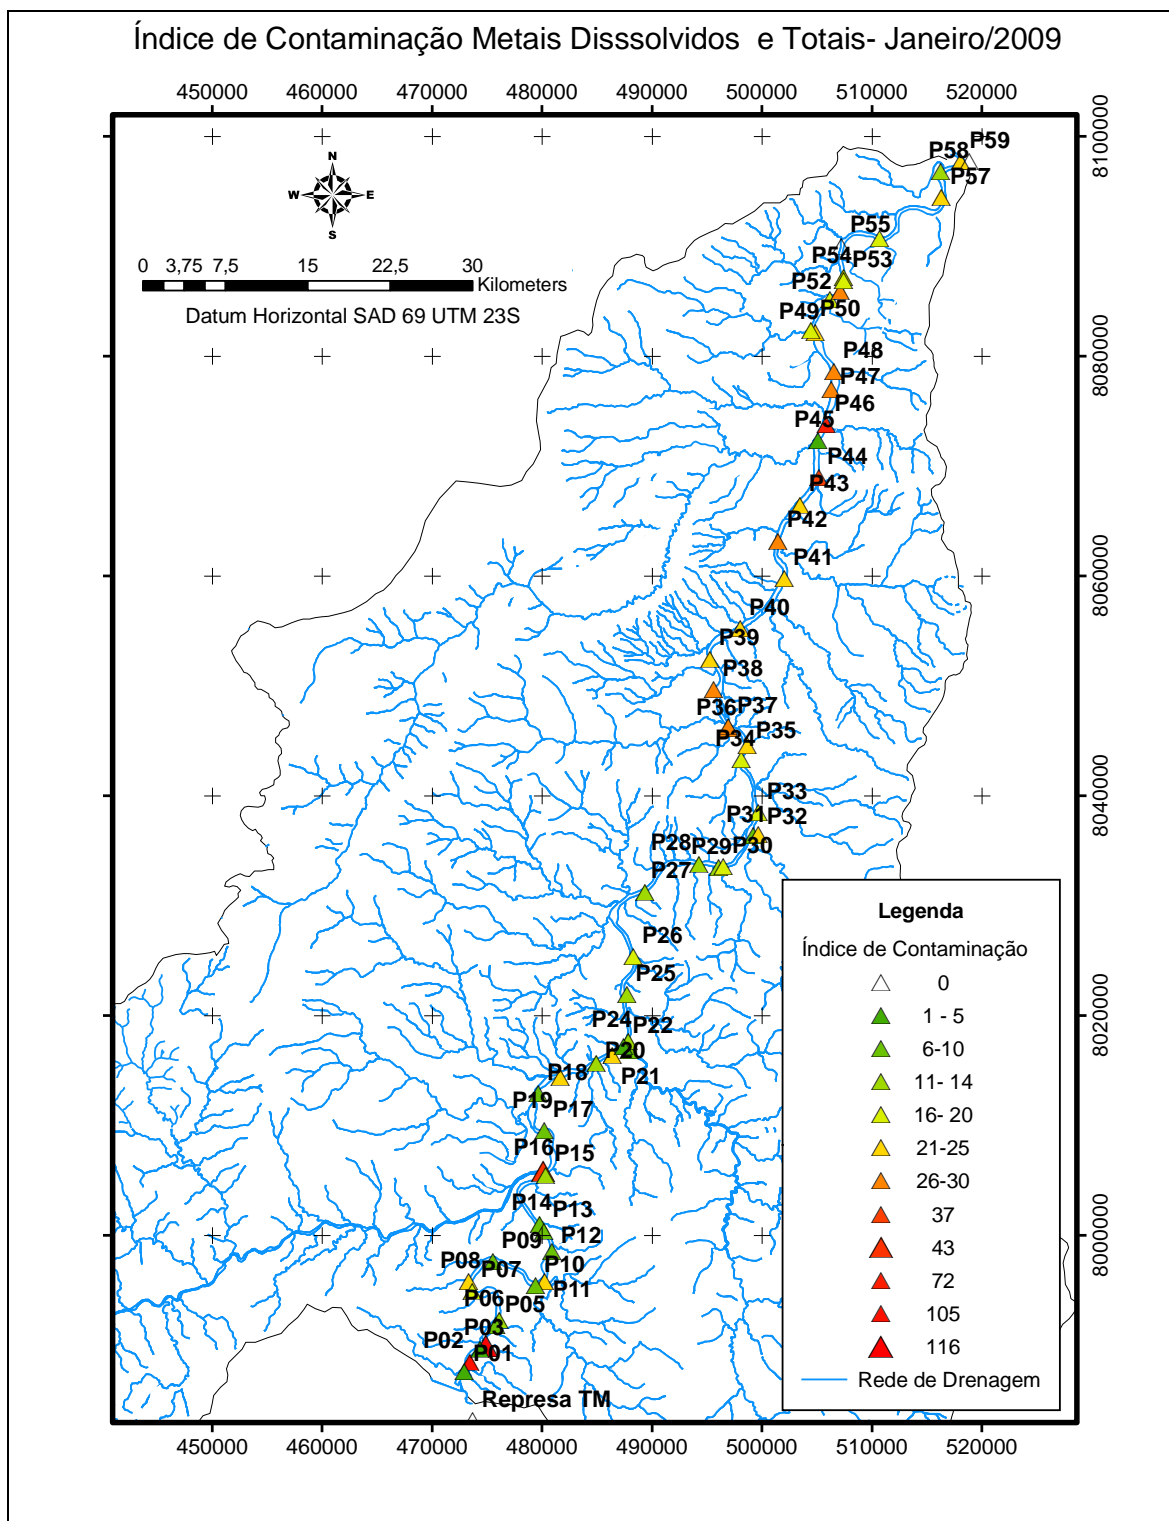 Índice de Contaminação Metais Disssolvidos e Totais- Janeiro/2009
450000 460000 470000 480000 490000 500000 510000 520000
N
W E
S
0 3,75 7,5 15 22,5 30
Kilometers
Datum Horizontal SAD 69 UTM 23S
8100000
8080000
8060000
8040000
8020000
8000000
P59
P58
P57
P55
P54 P53
P52
P49 P50
P48
P47
P46
P45
P44
P43
P42
P41
P40
P39
P38
P36 P37
P34 P35
P33
P31 P32
P28 P29 P30
P27
P26
P25
P24 P22
P20
P18 P21
P19 P17
P16 P15
P14 P13
P09 P12
P08 P07 P10
P06 P05 P11
P02 P03
P01
Represa TM
Legenda
Índice de Contaminação
0
1 - 5
6-10
11- 14
16- 20
21-25
26-30
37
43
72
105
116
Rede de Drenagem
450000 460000 470000 480000 490000 500000 510000 520000